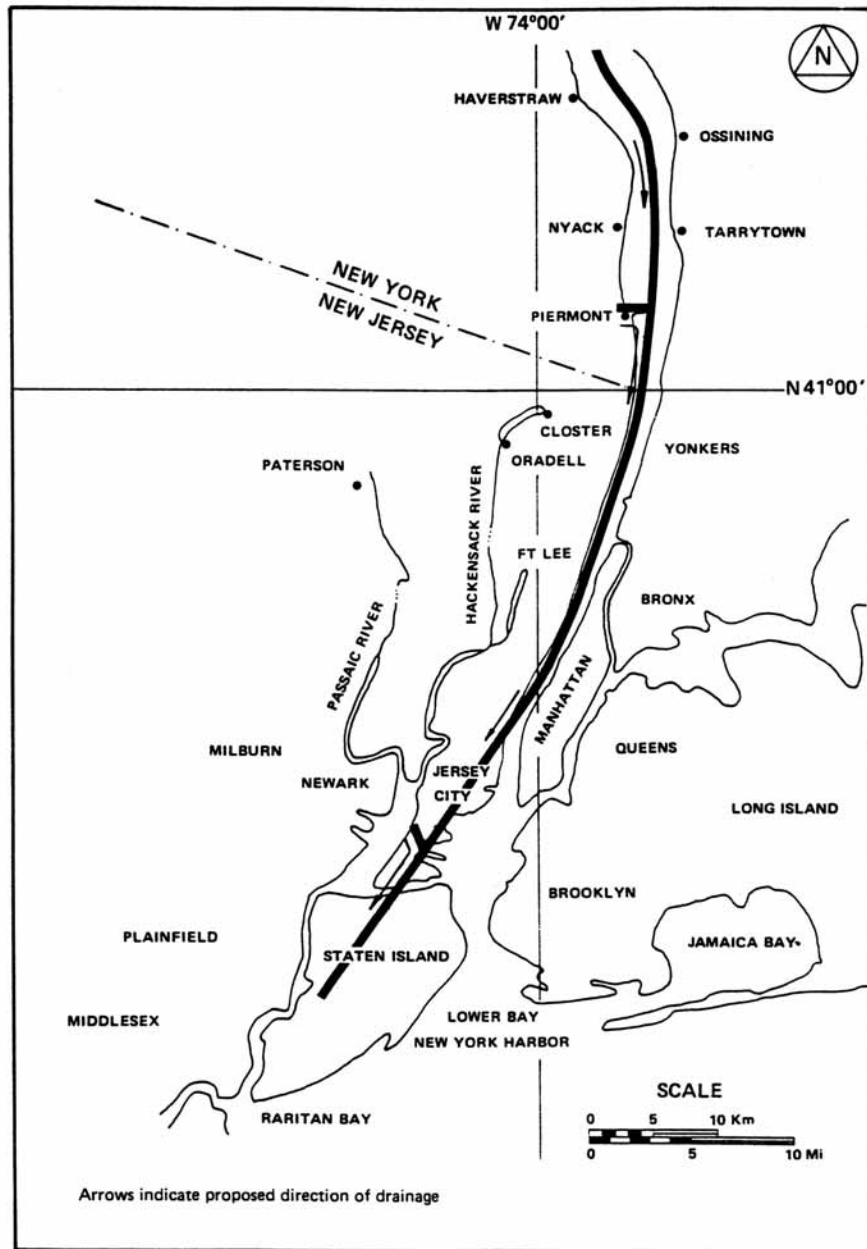 W 74°00'
N
HAVERSTRAW
OSSINING
NYACK
TARRYTOWN
NEW YORK
NEW JERSEY
PIERMONT
N 41°00'
CLOSTER
ORADELL
YONKERS
PATERSON
HACKENSACK RIVER
FT LEE
BRONX
PASSAIC RIVER
MANHATTAN
MILBURN
QUEENS
NEWARK
JERSEY
CITY
LONG ISLAND
BROOKLYN
PLAINFIELD
JAMAICA BAY
STATEN ISLAND
MIDDLESEX
LOWER BAY
NEW YORK HARBOR
SCALE
RARITAN BAY
0 5 10 Km
0 5 10 Mi
Arrows indicate proposed direction of drainage